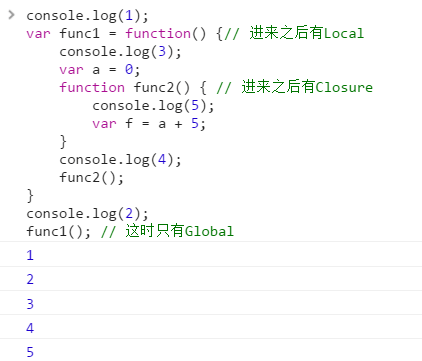 > console.log(1);
var func1 = function() {// 进来之后有Local
    console.log(3);
    var a = 0;
    function func2() { // 进来之后有Closure
        console.log(5);
        var f = a + 5;
    }
    console.log(4);
    func2();
}
console.log(2);
func1(); // 这时只有Global
1
2
3
4
5